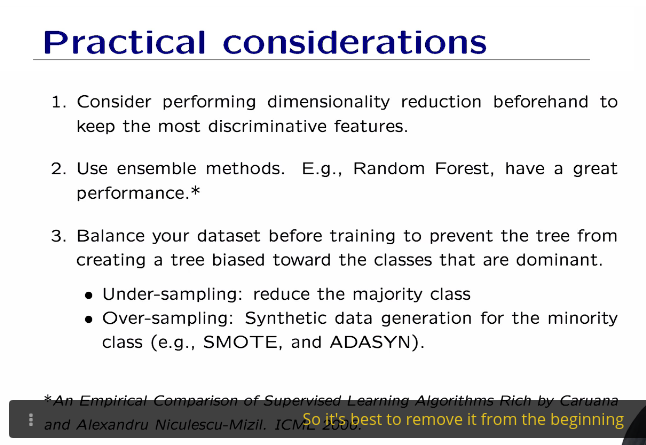 Practical considerations
1. Consider performing dimensionality reduction beforehand to
keep the most discriminative features.
2. Use ensemble methods. E.g., Random Forest, have a great
performance.*
3. Balance your dataset before training to prevent the tree from
creating a tree biased toward the classes that are dominant.
• Under-sampling: reduce the majority class
• Over-sampling: Synthetic data generation for the minority
class (e.g., SMOTE, and ADASYN).
*An Empirical Comparison of Supervised Learning Algorithms Rich by Caruana
and Alexandru Niculescu-Mizil. ICML
So it's best to remove it from the beginning